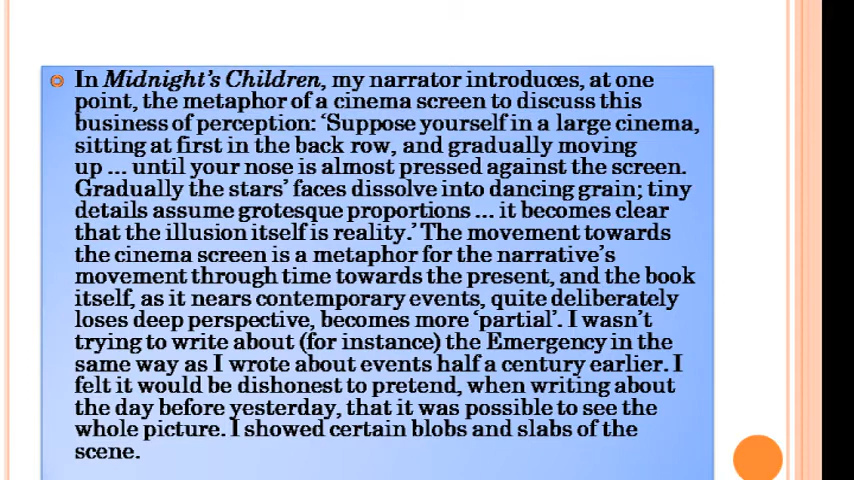 In Midnight's Children, my narrator introduces, at one
point, the metaphor of a cinema screen to discuss this
business of perception: ‘Suppose yourself in a large cinema,
sitting at first in the back row, and gradually moving
up ... until your nose is almost pressed against the screen.
Gradually the stars’ faces dissolve into dancing grain; tiny
details assume grotesque proportions ... it becomes clear
that the illusion itself is reality.’ The movement towards
the cinema screen is a metaphor for the narrative’s
movement through time towards the present, and the book
itself, as it nears contemporary events, quite deliberately
loses deep perspective, becomes more ‘partial’. I wasn’t
trying to write about (for instance) the Emergency in the
same way as I wrote about events half a century earlier. I
felt it would be dishonest to pretend, when writing about
the day before yesterday, that it was possible to see the
whole picture. I showed certain blobs and slabs of the
scene.